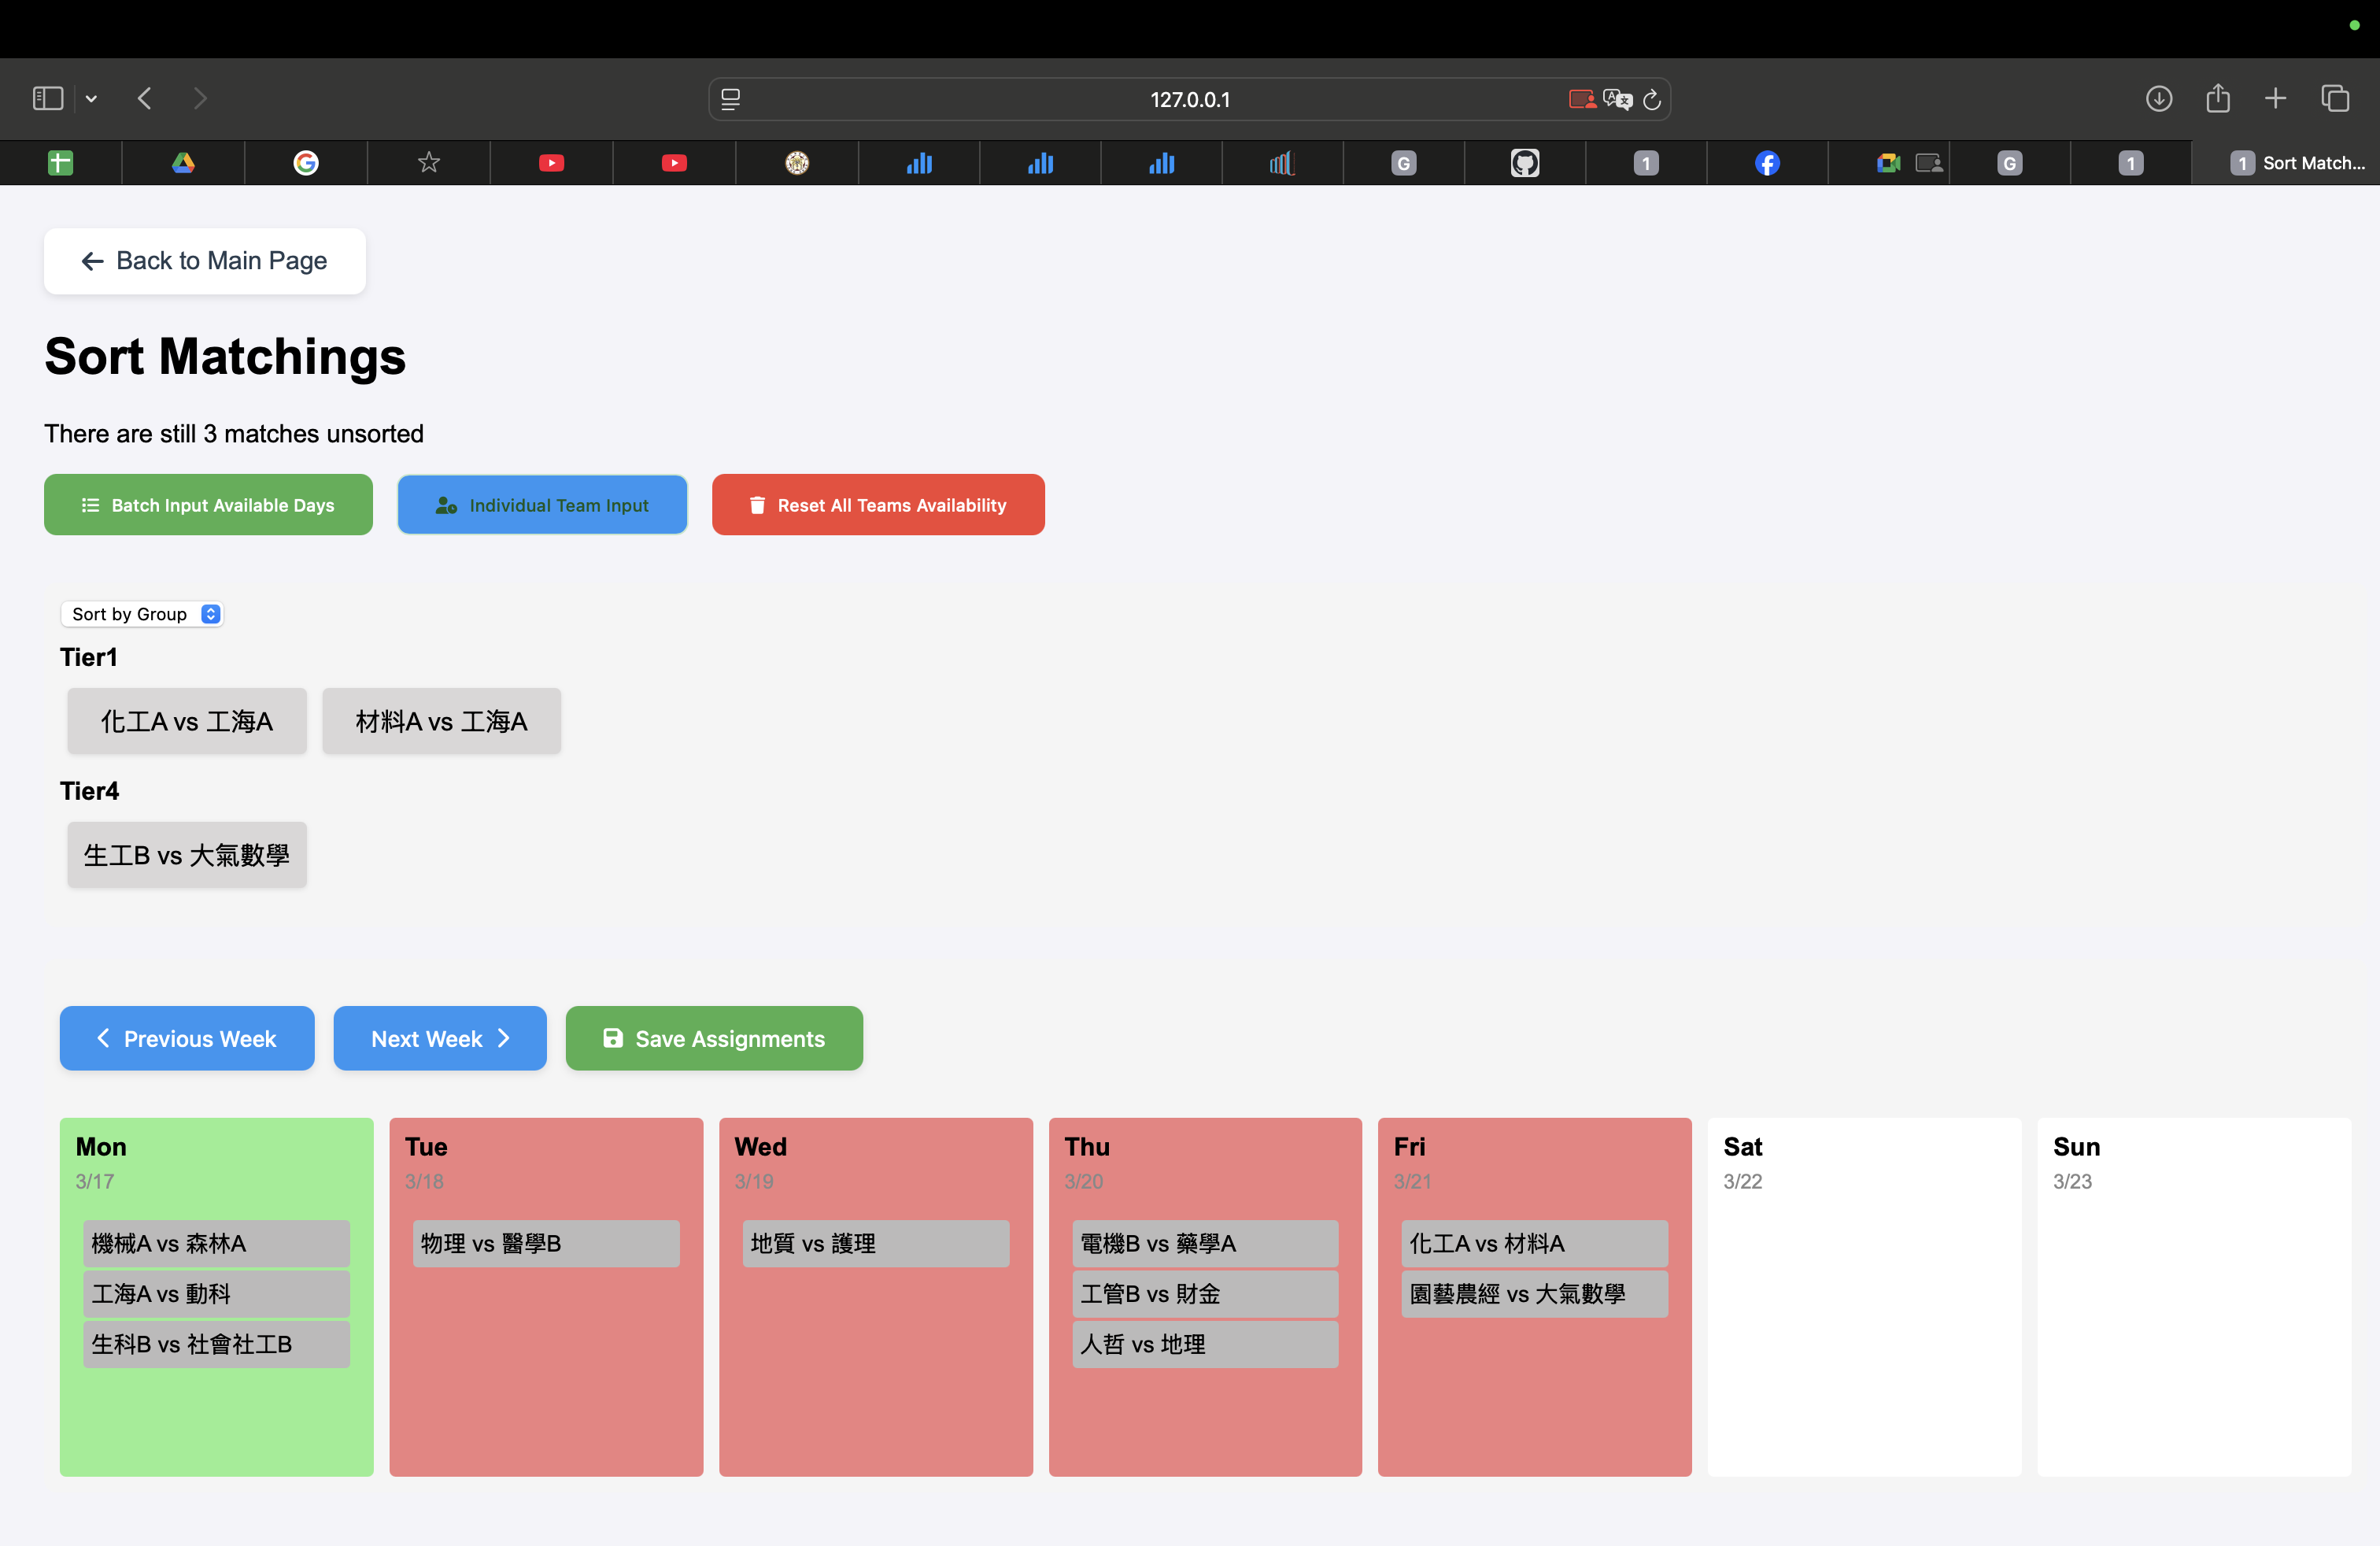 127.0.0.1
G
1
G
1
1 Sort Match...
Back to Main Page
Sort Matchings
There are still 3 matches unsorted
Batch Input Available Days
Individual Team Input
Reset All Teams Availability
Sort by Group
Tier1
化工A vs 工海A
材料A vs 工海A
Tier4
生工B vs 大氣數學
Previous Week
Next Week
Save Assignments
Mon
3/17
機械A vs 森林A
工海A vs 動科
生科B vs 社會社工B
Tue
3/18
物理 vs 醫學B
Wed
3/19
地質 vs 護理
Thu
3/20
電機B vs 藥學A
工管B vs 財金
人哲 vs 地理
Fri
3/21
化工A vs 材料A
園藝農經 vs 大氣數學
Sat
3/22
Sun
3/23